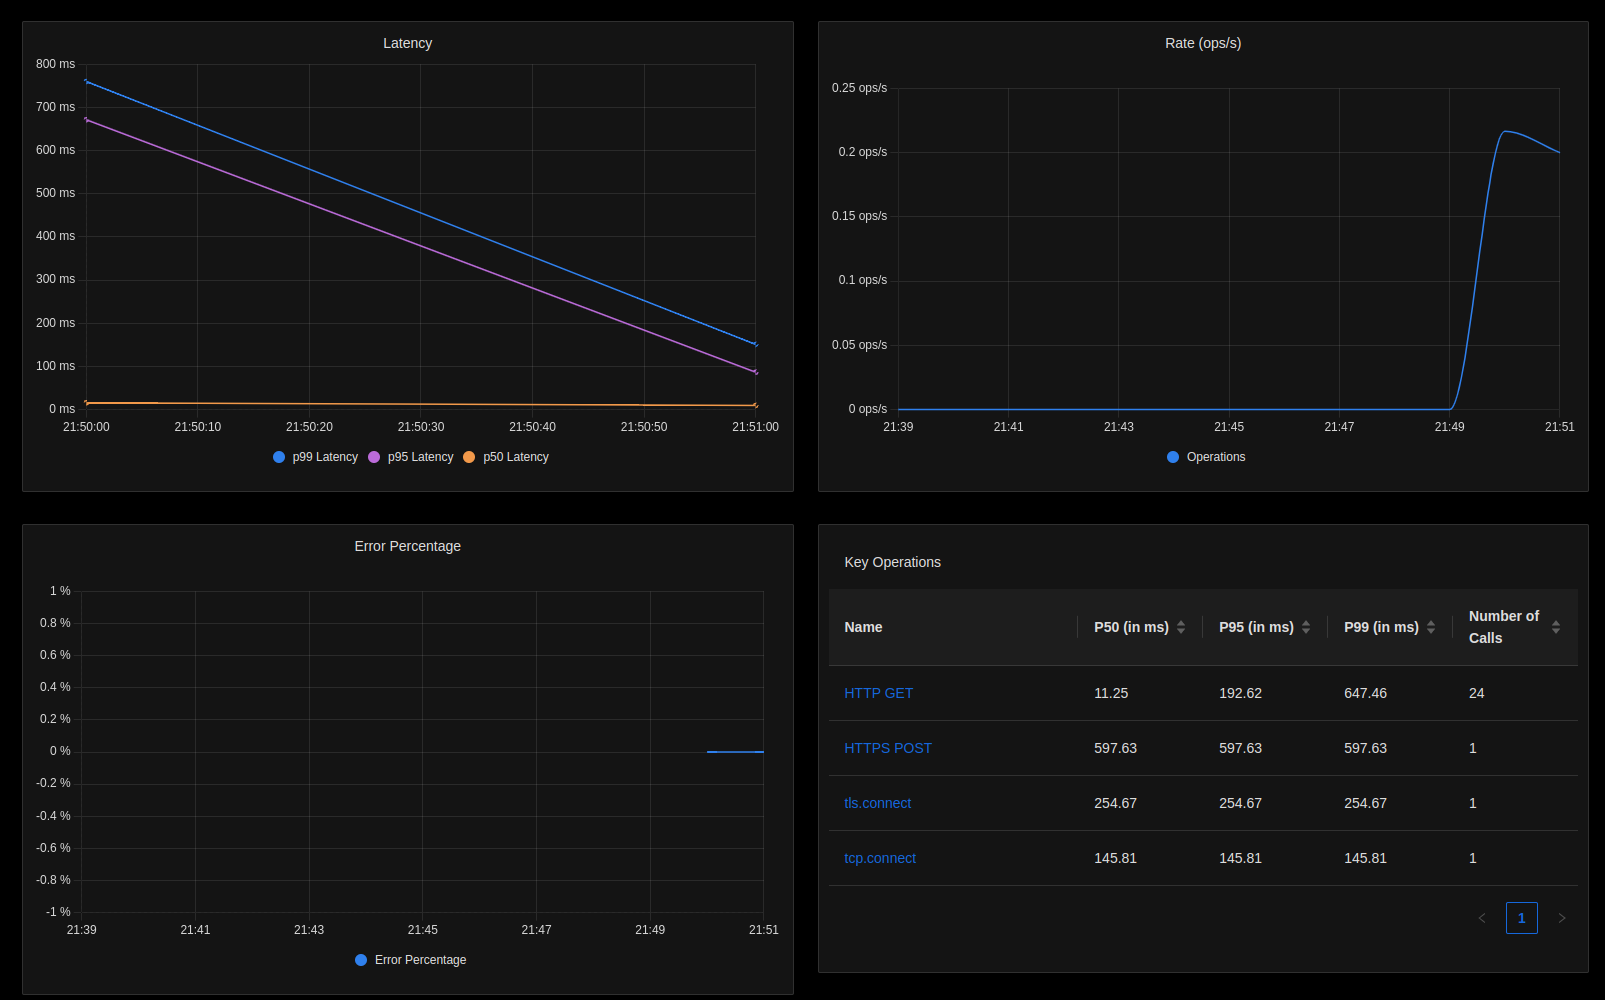 Latency
800 ms
700 ms
600 ms
500 ms
400 ms
300 ms
200 ms
100 ms
0 ms
21:50:00 21:50:10 21:50:20 21:50:30 21:50:40 21:50:50 21:51:00
p99 Latency p95 Latency p50 Latency
Rate (ops/s)
0.25 ops/s
0.2 ops/s
0.15 ops/s
0.1 ops/s
0.05 ops/s
0 ops/s
21:39 21:41 21:43 21:45 21:47 21:49 21:51
Operations
Error Percentage
1 %
0.8 %
0.6 %
0.4 %
0.2 %
0 %
-0.2 %
-0.4 %
-0.6 %
-0.8 %
-1 %
21:39 21:41 21:43 21:45 21:47 21:49 21:51
Error Percentage
Key Operations
Name P50 (in ms) P95 (in ms) P99 (in ms) Number of
Calls
HTTP GET 11.25 192.62 647.46 24
HTTPS POST 597.63 597.63 597.63 1
tls.connect 254.67 254.67 254.67 1
tcp.connect 145.81 145.81 145.81 1
1